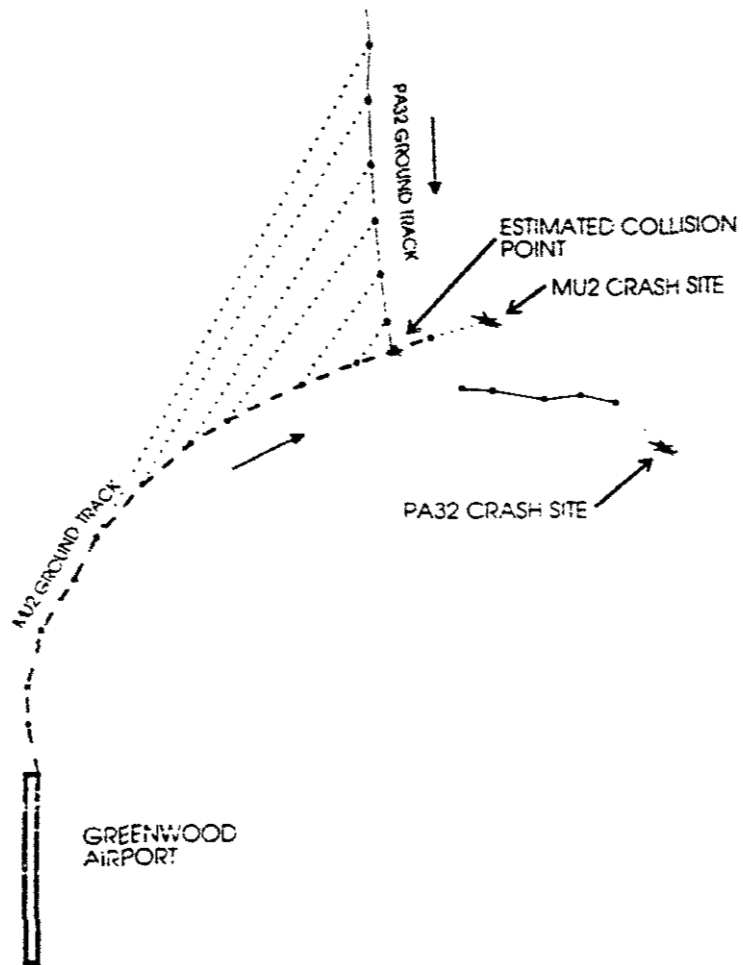 PA32 GROUND TRACK
ESTIMATED COLLISION
POINT
MU2 CRASH SITE
MU2 GROUND TRACK
PA32 CRASH SITE
GREENWOOD
AIRPORT